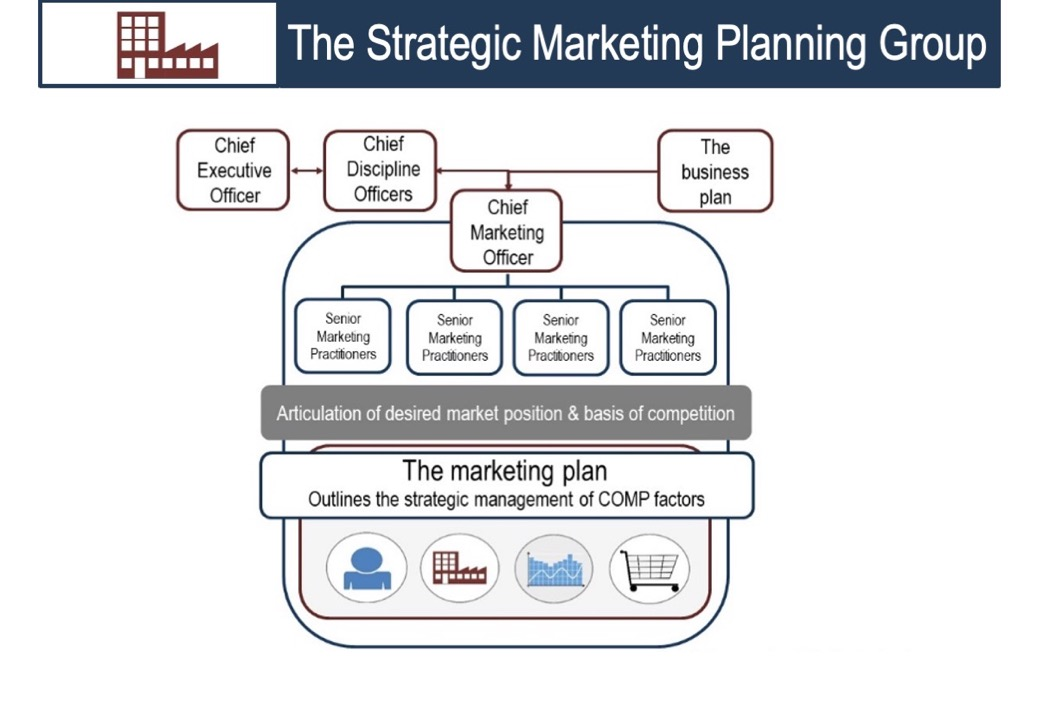 The Strategic Marketing Planning Group
Chief
Executive
Officer
Chief
Discipline
Officers
The
business
plan
Chief
Marketing
Officer
Senior
Marketing
Practitioners
Senior
Marketing
Practitioners
Senior
Marketing
Practitioners
Senior
Marketing
Practitioners
Articulation of desired market position & basis of competition
The marketing plan
Outlines the strategic management of COMP factors